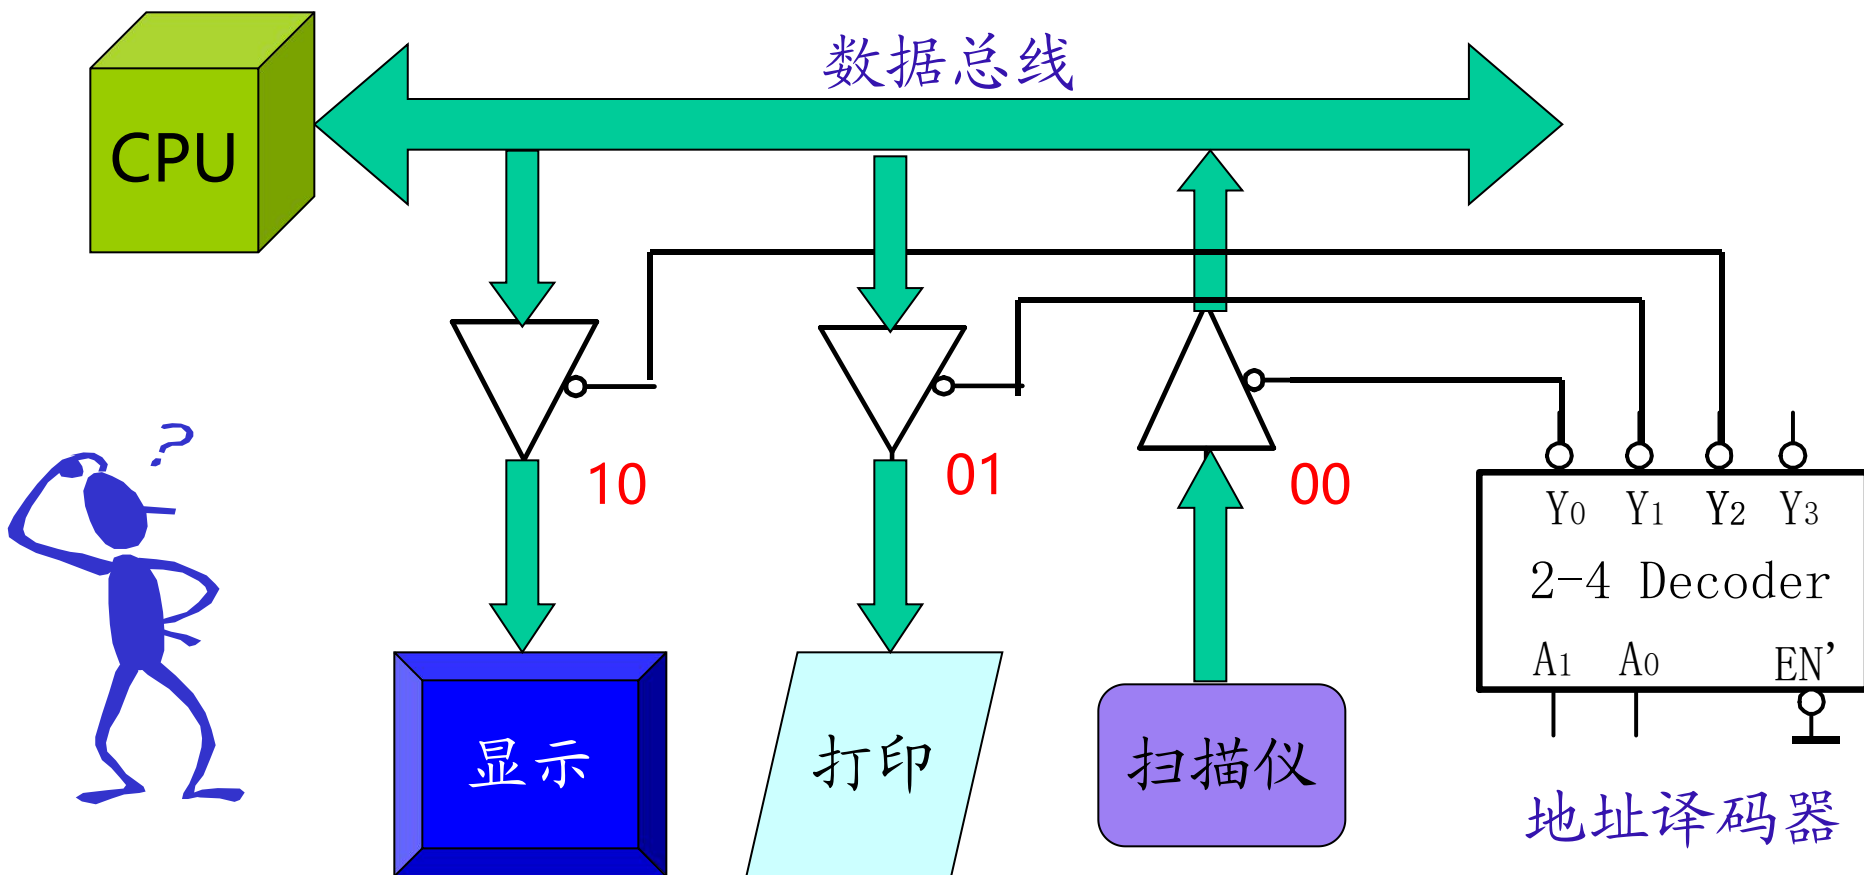 数据总线
CPU
?
10
01
00
Y0 Y1 Y2 Y3
2-4 Decoder
A1 A0 EN'
显示
打印
扫描仪
地址译码器